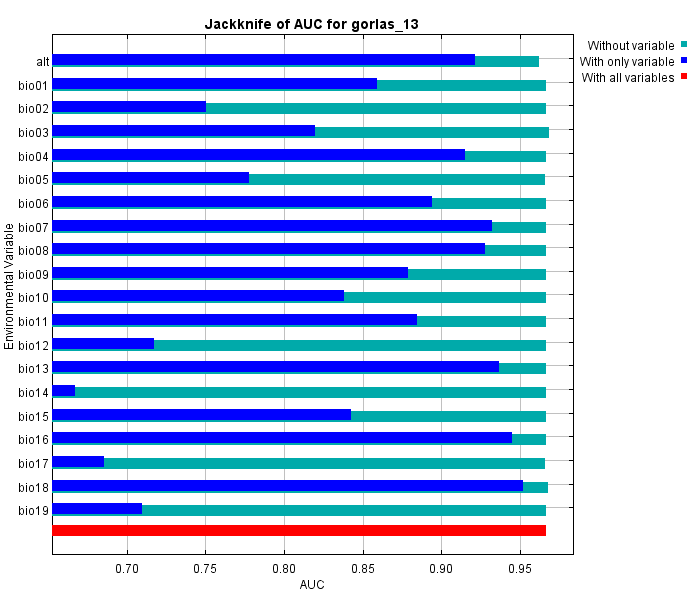 Jackknife of AUC for gorlas_13
Without variable
With only variable
With all variables
Environmental Variable
alt
bio01
bio02
bio03
bio04
bio05
bio06
bio07
bio08
bio09
bio10
bio11
bio12
bio13
bio14
bio15
bio16
bio17
bio18
bio19
0.70 0.75 0.80 0.85 0.90 0.95
AUC